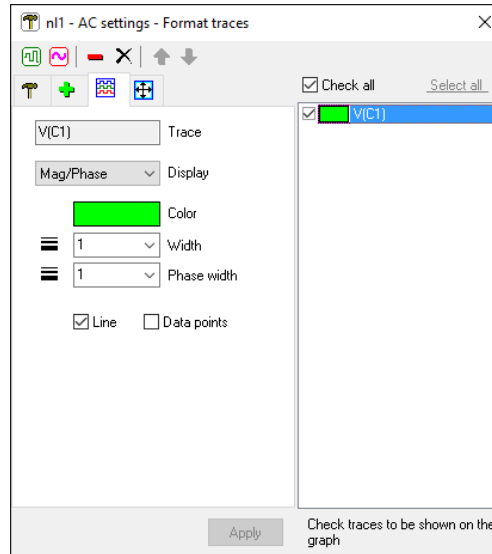 nl1 - AC settings - Format traces
Check all
Select all
V(C1)
Trace
V(C1)
Mag/Phase
Display
Color
1
Width
1
Phase width
Line
Data points
Apply
Check traces to be shown on the
graph